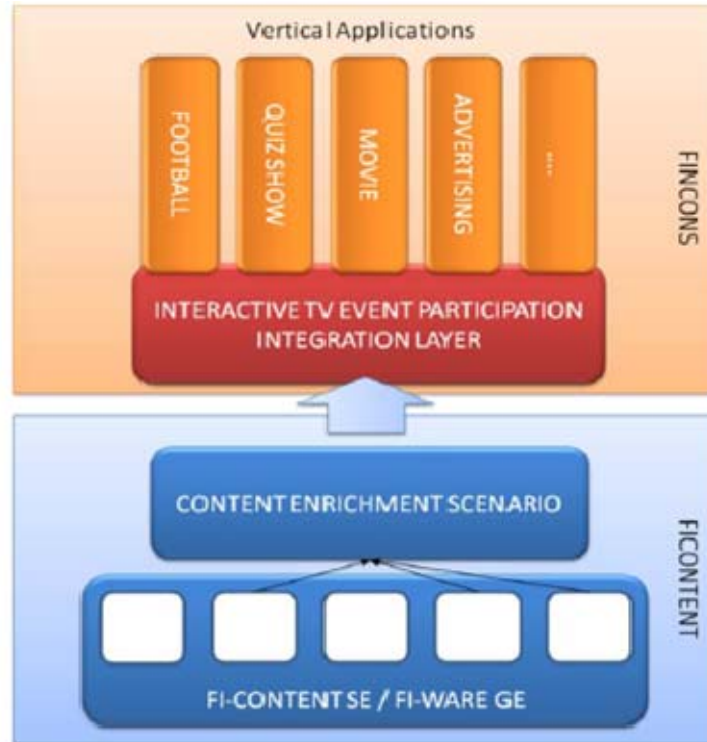 Vertical Applications
FOOTBALL
QUIZ SHOW
MOVIE
ADVERTISING
....
FINCONS
INTERACTIVE TV EVENT PARTICIPATION
INTEGRATION LAYER
CONTENT ENRICHMENT SCENARIO
FICONTENT
FI-CONTENT SE / FI-WARE GE